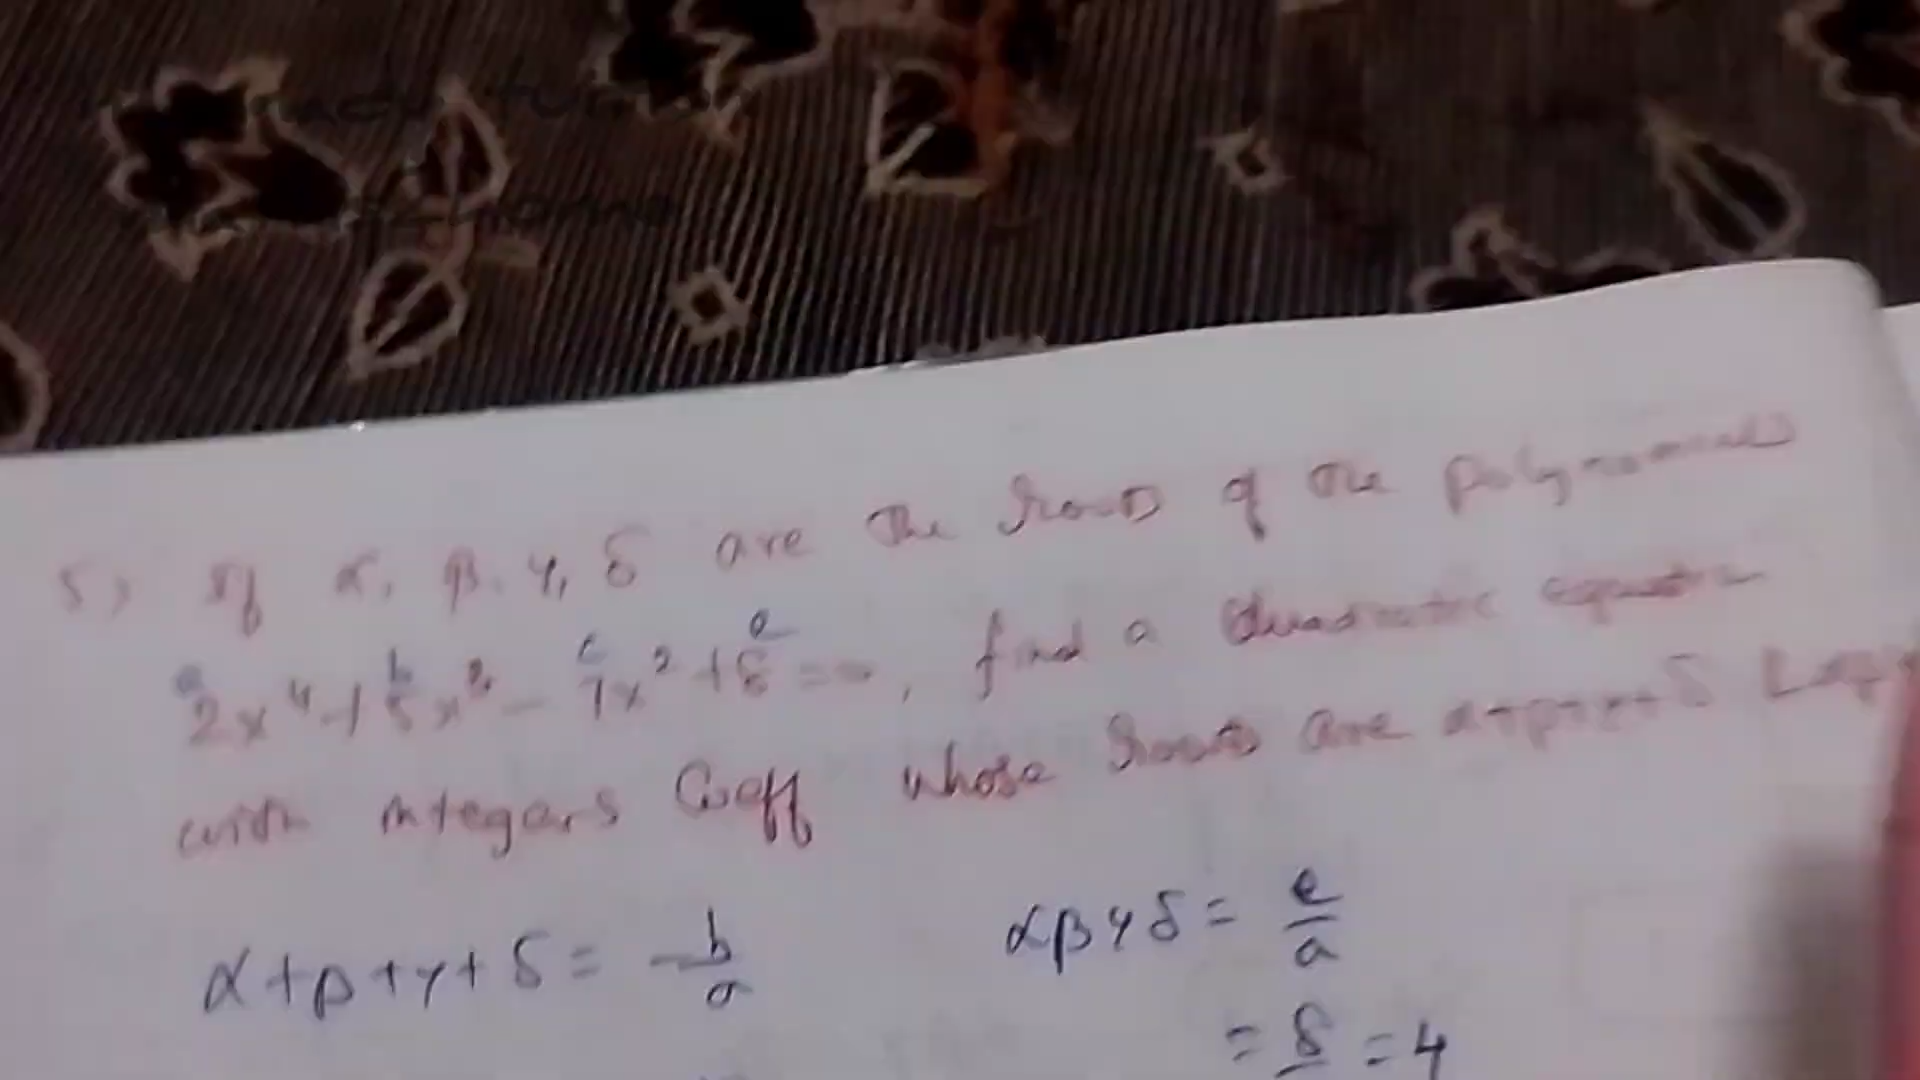 5) If α, β, γ, δ are the roots of the polynomial
a b c e
2x⁴ + 5x³ - 7x² + 8 = 0, find a quadratic equation
with integers coeff whose roots are α+β+γ+δ & αβγ
α+β+γ+δ = -b/a
αβγδ = e/a
= 8 = 4